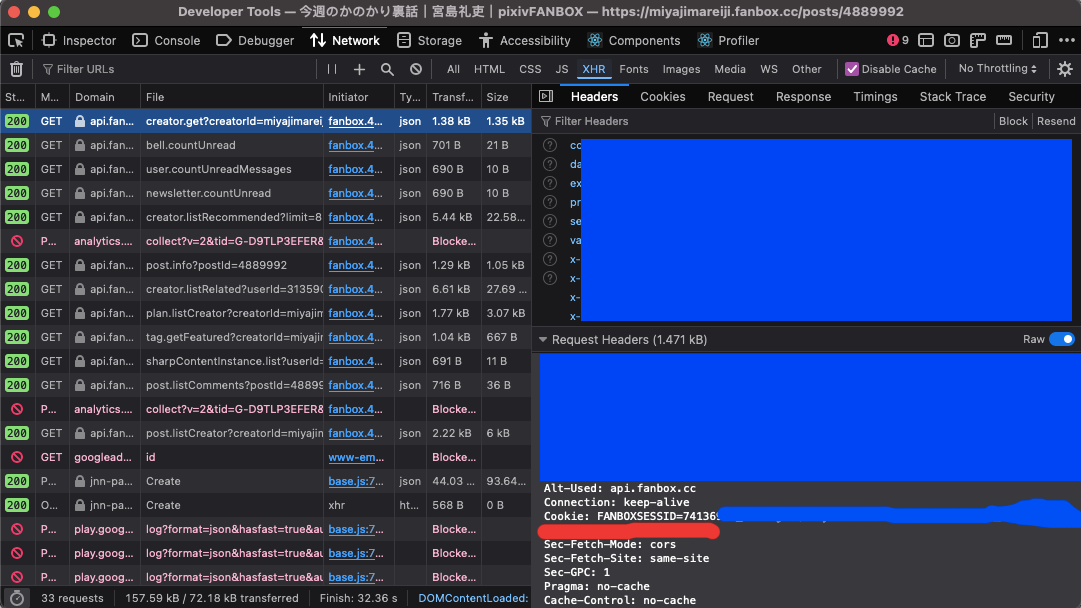 Developer Tools — 今週のかのかり裏話 | 宮島礼吏 | pixivFANBOX — https://miyajimareiji.fanbox.cc/posts/4889992
Inspector Console Debugger Network Storage Accessibility Components Profiler 9
Filter URLs All HTML CSS JS XHR Fonts Images Media WS Other Disable Cache No Throttling
St... M... Domain File Initiator Ty... Transf... Size
200 GET api.fan... creator.get?creatorId=miyajimarei fanbox.4... json 1.38 kB 1.35 kB
200 GET api.fan... bell.countUnread fanbox.4... json 701 B 21 B
200 GET api.fan... user.countUnreadMessages fanbox.4... json 690 B 10 B
200 GET api.fan... newsletter.countUnread fanbox.4... json 690 B 10 B
200 GET api.fan... creator.listRecommended?limit=8 fanbox.4... json 5.44 kB 22.58...
P... analytics.... collect?v=2&tid=G-D9TLP3EFER& fanbox.4... Blocke...
200 GET api.fan... post.info?postId=4889992 fanbox.4... json 1.29 kB 1.05 kB
200 GET api.fan... creator.listRelated?userId=31359 fanbox.4... json 6.61 kB 27.69 ...
200 GET api.fan... plan.listCreator?creatorId=miyajim fanbox.4... json 1.77 kB 3.07 kB
200 GET api.fan... tag.getFeatured?creatorId=miyajim fanbox.4... json 1.04 kB 667 B
200 GET api.fan... sharpContentInstance.list?userId= fanbox.4... json 691 B 11 B
200 GET api.fan... post.listComments?postId=48899 fanbox.4... json 716 B 36 B
P... analytics.... collect?v=2&tid=G-D9TLP3EFER& fanbox.4... Blocke...
200 GET api.fan... post.listCreator?creatorId=miyajim fanbox.4... json 2.22 kB 6 kB
GET googlead... id www-em... Blocke...
200 P... jnn-pa... Create base.js:7... json 44.03 ... 93.64...
200 O... jnn-pa... Create xhr ht... 568 B 0 B
P... play.goog... log?format=json&hasfast=true&au base.js:7... Blocke...
P... play.goog... log?format=json&hasfast=true&au base.js:7... Blocke...
P... play.goog... log?format=json&hasfast=true&au base.js:7... Blocke...
33 requests 157.59 kB / 72.18 kB transferred Finish: 32.36 s DOMContentLoaded:
Headers Cookies Request Response Timings Stack Trace Security
Filter Headers Block Resend
? cc
? da
? ex
? pr
? se
? va
? x-
? x-
x-
x-
Request Headers (1.471 kB) Raw
Alt-Used: api.fanbox.cc
Connection: keep-alive
Cookie: FANBOXSESSID=741369
Sec-Fetch-Mode: cors
Sec-Fetch-Site: same-site
Sec-GPC: 1
Pragma: no-cache
Cache-Control: no-cache